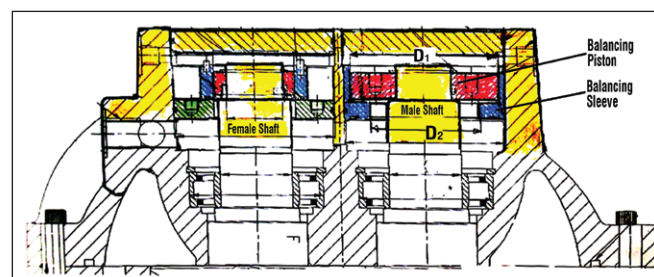 D₁
Balancing
Piston
Balancing
Sleeve
Female Shaft
Male Shaft
D₂